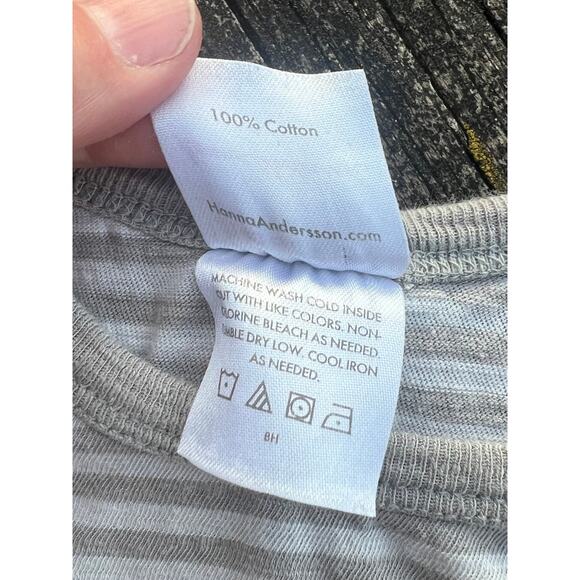 100% Cotton
HannaAndersson.com
MACHINE WASH COLD INSIDE
OUT WITH LIKE COLORS. NON-
CHLORINE BLEACH AS NEEDED.
TUMBLE DRY LOW. COOL IRON
AS NEEDED.
BH